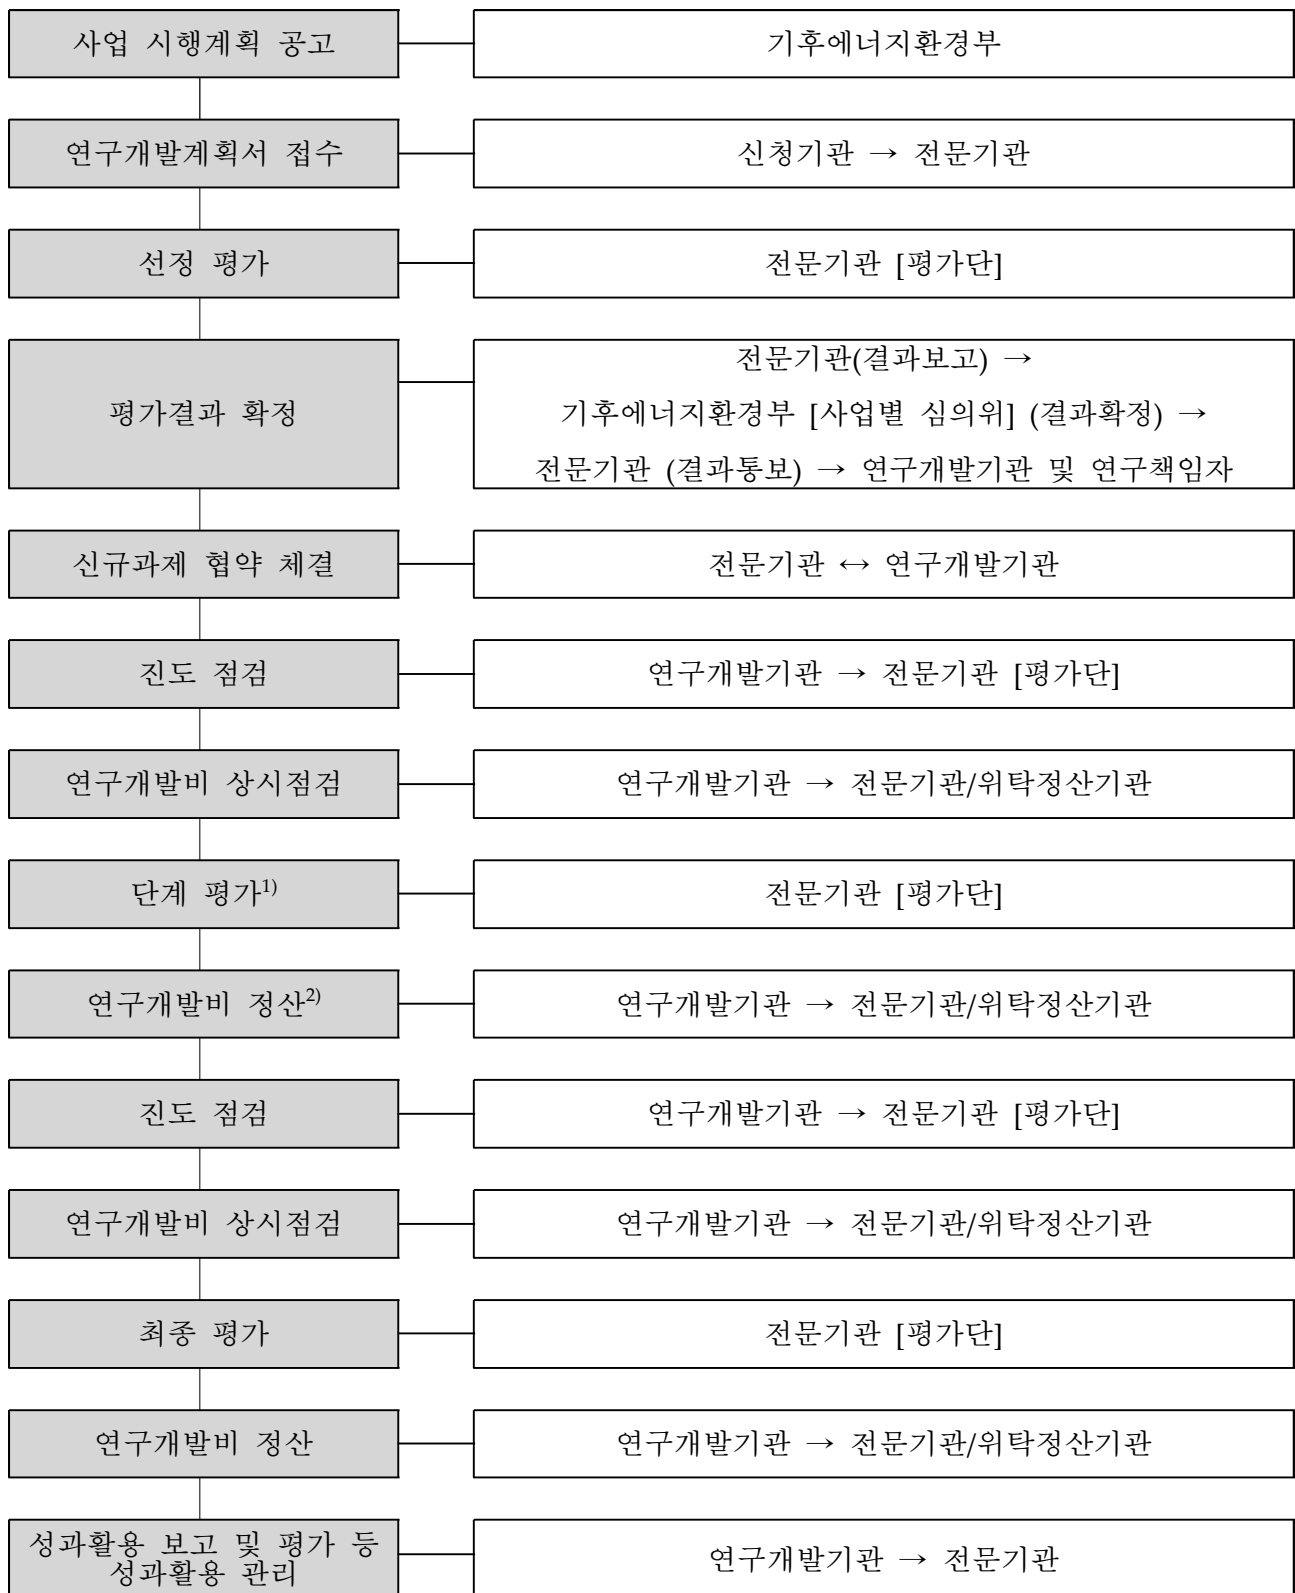 사업 시행계획 공고
기후에너지환경부
연구개발계획서 접수
신청기관 → 전문기관
선정 평가
전문기관 [평가단]
평가결과 확정
전문기관(결과보고) →
기후에너지환경부 [사업별 심의위] (결과확정) →
전문기관 (결과통보) → 연구개발기관 및 연구책임자
신규과제 협약 체결
전문기관 ↔ 연구개발기관
진도 점검
연구개발기관 → 전문기관 [평가단]
연구개발비 상시점검
연구개발기관 → 전문기관/위탁정산기관
단계 평가1)
전문기관 [평가단]
연구개발비 정산2)
연구개발기관 → 전문기관/위탁정산기관
진도 점검
연구개발기관 → 전문기관 [평가단]
연구개발비 상시점검
연구개발기관 → 전문기관/위탁정산기관
최종 평가
전문기관 [평가단]
연구개발비 정산
연구개발기관 → 전문기관/위탁정산기관
성과활용 보고 및 평가 등
성과활용 관리
연구개발기관 → 전문기관